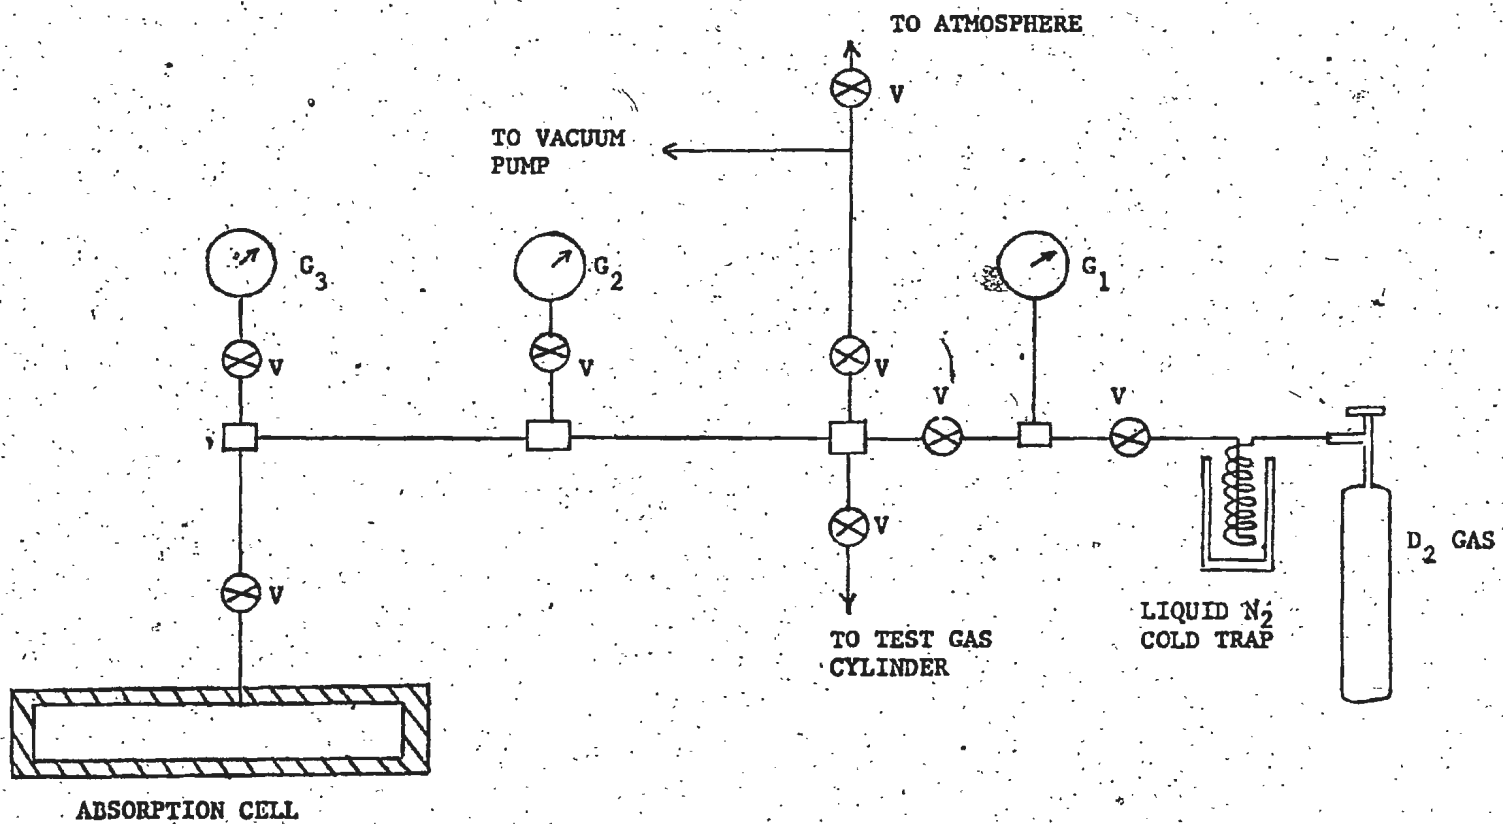 TO ATMOSPHERE
V
TO VACUUM
PUMP
G3
G2
G1
V
V
V
V
V
V
D2 GAS
V
LIQUID N2
COLD TRAP
TO TEST GAS
CYLINDER
ABSORPTION CELL